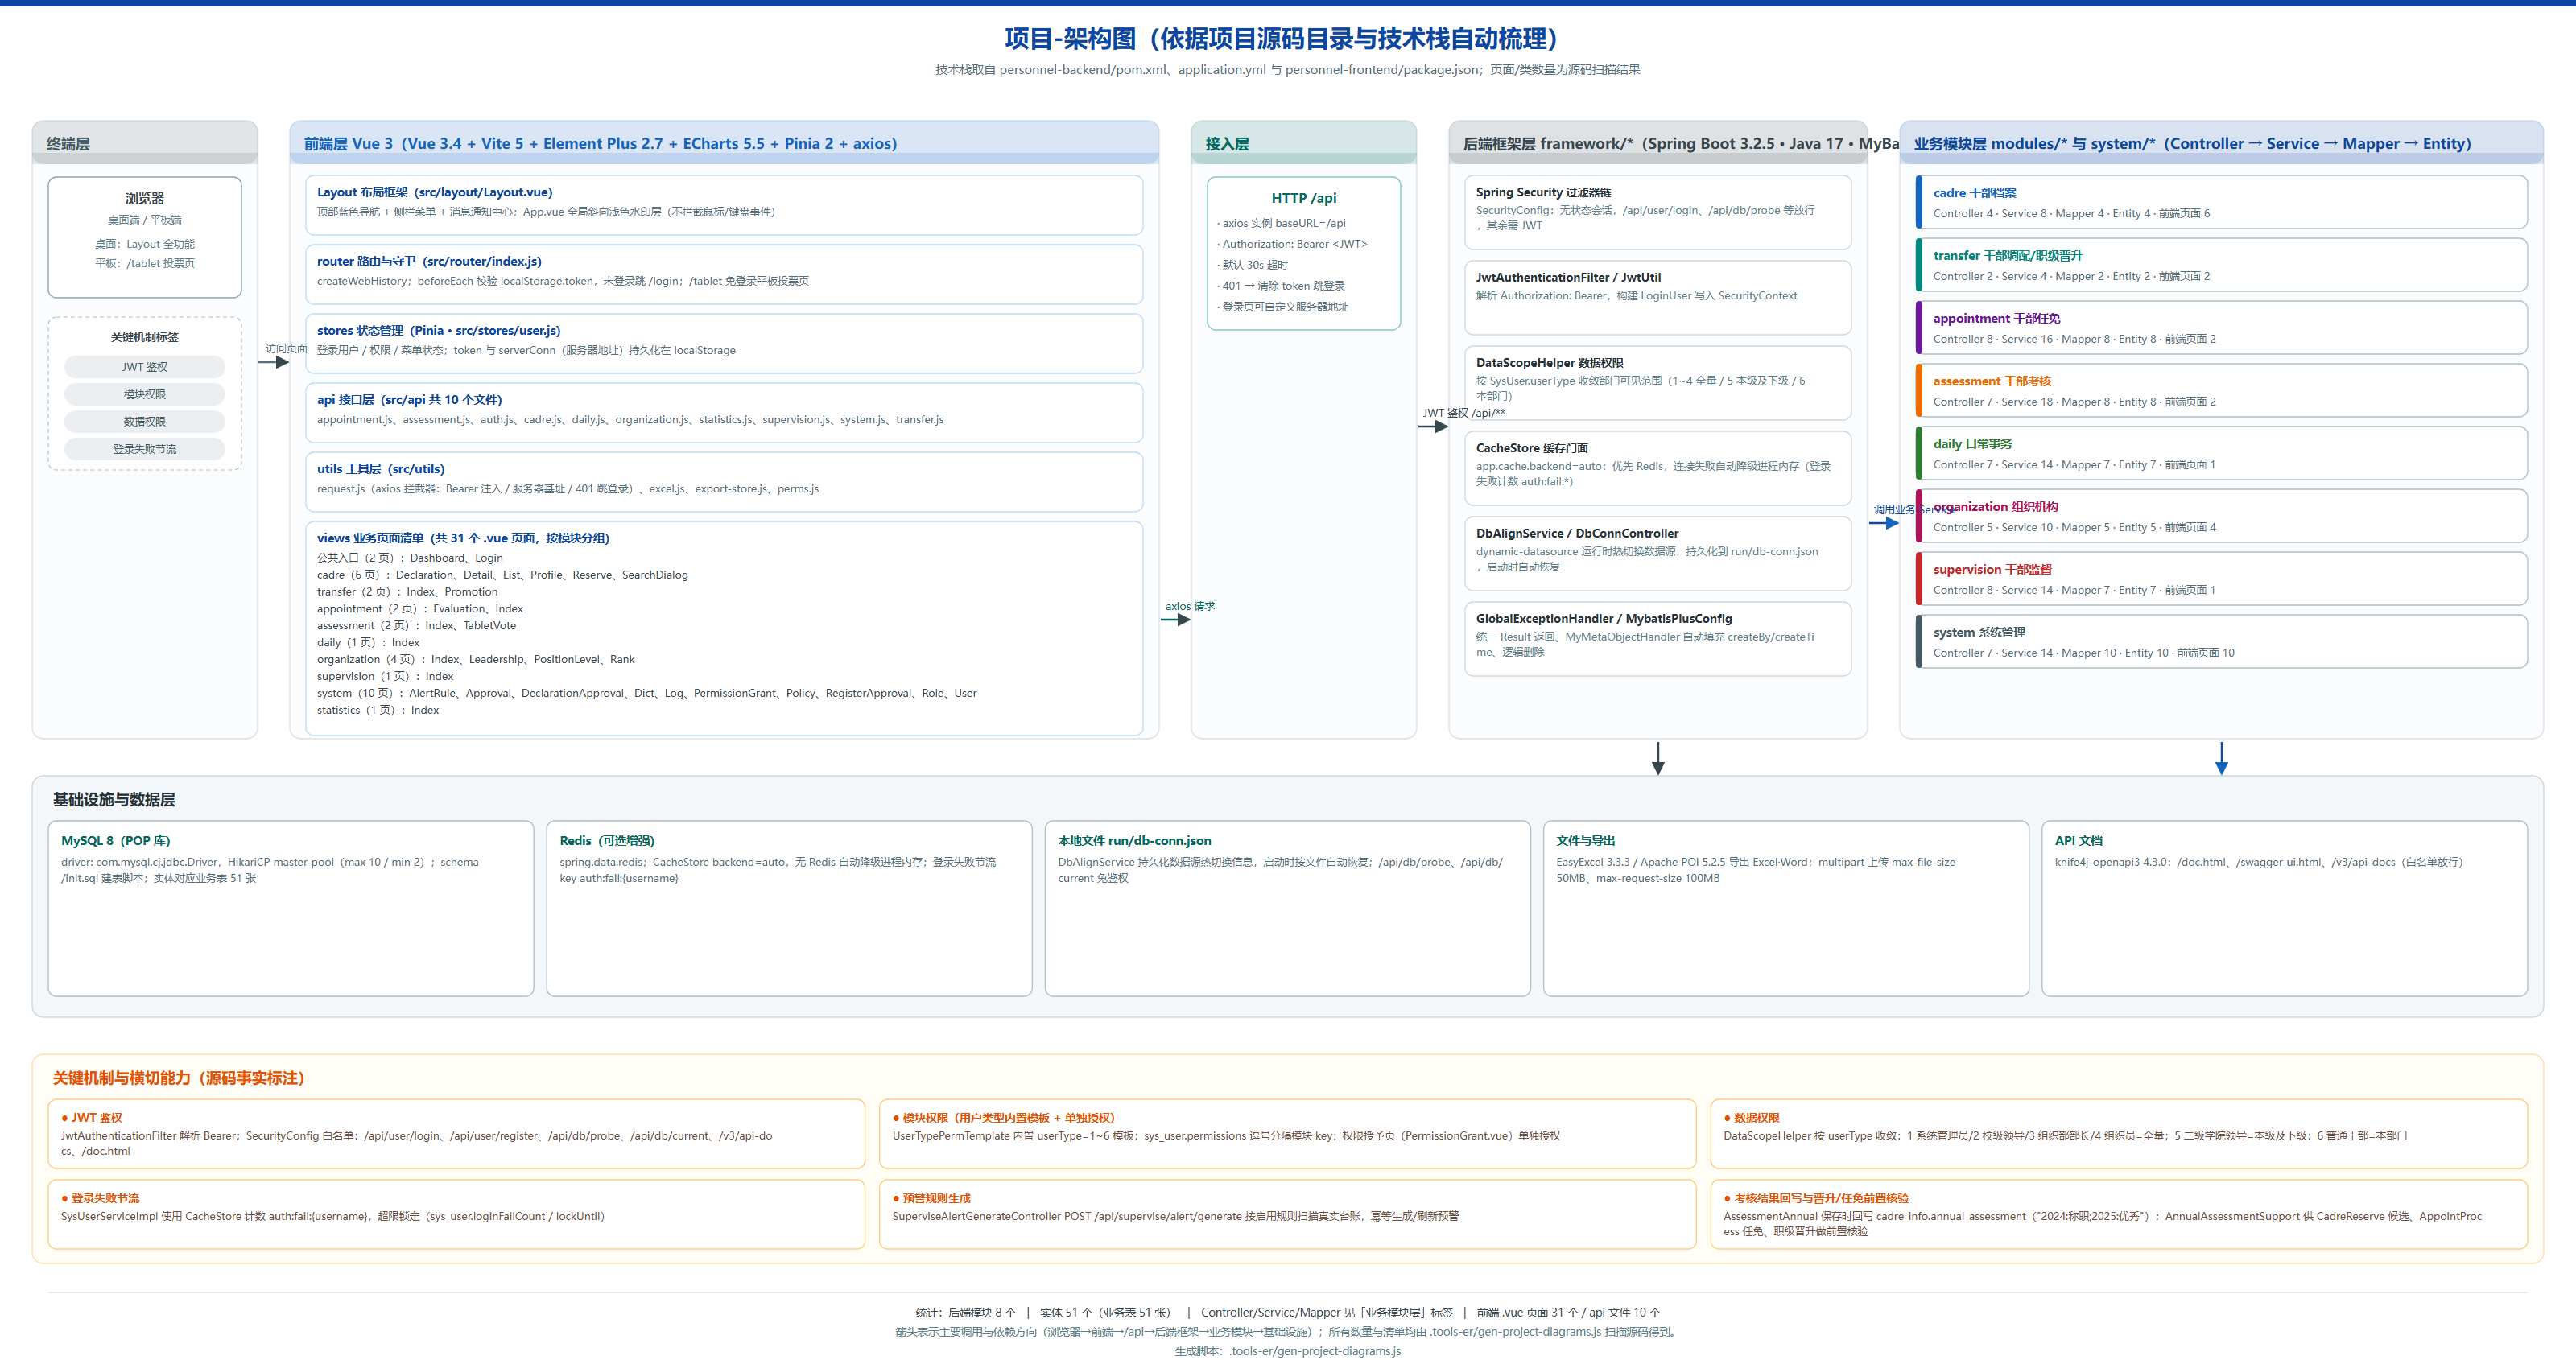 项目-架构图（依据项目源码目录与技术栈自动梳理）
技术栈取自 personnel-backend/pom.xml、application.yml 与 personnel-frontend/package.json；页面/类数量为源码扫描结果
终端层
浏览器
桌面端 / 平板端
桌面：Layout 全功能
平板：/tablet 投票页
关键机制标签
JWT 鉴权
模块权限
数据权限
登录失败节流
访问页面
前端层 Vue 3（Vue 3.4 + Vite 5 + Element Plus 2.7 + ECharts 5.5 + Pinia 2 + axios）
Layout 布局框架（src/layout/Layout.vue）
顶部蓝色导航 + 侧栏菜单 + 消息通知中心；App.vue 全局斜向浅色水印层（不拦截鼠标/键盘事件）
router 路由与守卫（src/router/index.js）
createWebHistory；beforeEach 校验 localStorage.token，未登录跳 /login；/tablet 免登录平板投票页
stores 状态管理（Pinia • src/stores/user.js）
登录用户 / 权限 / 菜单状态；token 与 serverConn（服务器地址）持久化在 localStorage
api 接口层（src/api 共 10 个文件）
appointment.js、assessment.js、auth.js、cadre.js、daily.js、organization.js、statistics.js、supervision.js、system.js、transfer.js
utils 工具层（src/utils）
request.js（axios 拦截器：Bearer 注入 / 服务器基址 / 401 跳登录）、excel.js、export-store.js、perms.js
views 业务页面清单（共 31 个 .vue 页面，按模块分组）
公共入口（2 页）：Dashboard、Login
cadre（6 页）：Declaration、Detail、List、Profile、Reserve、SearchDialog
transfer（2 页）：Index、Promotion
appointment（2 页）：Evaluation、Index
assessment（2 页）：Index、TabletVote
daily（1 页）：Index
organization（4 页）：Index、Leadership、PositionLevel、Rank
supervision（1 页）：Index
system（10 页）：AlertRule、Approval、DeclarationApproval、Dict、Log、PermissionGrant、Policy、RegisterApproval、Role、User
statistics（1 页）：Index
axios 请求
接入层
HTTP /api
· axios 实例 baseURL=/api
· Authorization: Bearer <JWT>
· 默认 30s 超时
· 401 → 清除 token 跳登录
· 登录页可自定义服务器地址
JWT 鉴权 /api/**
后端框架层 framework/*（Spring Boot 3.2.5 • Java 17 • MyBa
Spring Security 过滤器链
SecurityConfig：无状态会话，/api/user/login、/api/db/probe 等放行
，其余需 JWT
JwtAuthenticationFilter / JwtUtil
解析 Authorization: Bearer，构建 LoginUser 写入 SecurityContext
DataScopeHelper 数据权限
按 SysUser.userType 收敛部门可见范围（1~4 全量 / 5 本级及下级 / 6
本部门）
CacheStore 缓存门面
app.cache.backend=auto：优先 Redis，连接失败自动降级进程内存（登录
失败计数 auth:fail:*）
DbAlignService / DbConnController
dynamic-datasource 运行时热切换数据源，持久化到 run/db-conn.json
，启动时自动恢复
GlobalExceptionHandler / MybatisPlusConfig
统一 Result 返回、MyMetaObjectHandler 自动填充 createBy/createTi
me、逻辑删除
调用业务 Service
业务模块层 modules/* 与 system/*（Controller → Service → Mapper → Entity）
cadre 干部档案
Controller 4 · Service 8 · Mapper 4 · Entity 4 · 前端页面 6
transfer 干部调配/职级晋升
Controller 2 · Service 4 · Mapper 2 · Entity 2 · 前端页面 2
appointment 干部任免
Controller 8 · Service 16 · Mapper 8 · Entity 8 · 前端页面 2
assessment 干部考核
Controller 7 · Service 18 · Mapper 8 · Entity 8 · 前端页面 2
daily 日常事务
Controller 7 · Service 14 · Mapper 7 · Entity 7 · 前端页面 1
organization 组织机构
Controller 5 · Service 10 · Mapper 5 · Entity 5 · 前端页面 4
supervision 干部监督
Controller 8 · Service 14 · Mapper 7 · Entity 7 · 前端页面 1
system 系统管理
Controller 7 · Service 14 · Mapper 10 · Entity 10 · 前端页面 10
基础设施与数据层
MySQL 8（POP 库）
driver: com.mysql.cj.jdbc.Driver，HikariCP master-pool（max 10 / min 2）；schema
/init.sql 建表脚本；实体对应业务表 51 张
Redis（可选增强）
spring.data.redis；CacheStore backend=auto，无 Redis 自动降级进程内存；登录失败节流
key auth:fail:{username}
本地文件 run/db-conn.json
DbAlignService 持久化数据源热切换信息，启动时按文件自动恢复；/api/db/probe、/api/db/
current 免鉴权
文件与导出
EasyExcel 3.3.3 / Apache POI 5.2.5 导出 Excel·Word；multipart 上传 max-file-size
50MB、max-request-size 100MB
API 文档
knife4j-openapi3 4.3.0：/doc.html、/swagger-ui.html、/v3/api-docs（白名单放行）
关键机制与横切能力（源码事实标注）
● JWT 鉴权
JwtAuthenticationFilter 解析 Bearer；SecurityConfig 白名单：/api/user/login、/api/user/register、/api/db/probe、/api/db/current、/v3/api-do
cs、/doc.html
● 模块权限（用户类型内置模板 + 单独授权）
UserTypePermTemplate 内置 userType=1~6 模板；sys_user.permissions 逗号分隔模块 key；权限授予页（PermissionGrant.vue）单独授权
● 数据权限
DataScopeHelper 按 userType 收敛：1 系统管理员/2 校级领导/3 组织部部长/4 组织员=全量；5 二级学院领导=本级及下级；6 普通干部=本部门
● 登录失败节流
SysUserServiceImpl 使用 CacheStore 计数 auth:fail:{username}，超限锁定（sys_user.loginFailCount / lockUntil）
● 预警规则生成
SuperviseAlertGenerateController POST /api/supervise/alert/generate 按启用规则扫描真实台账，幂等生成/刷新预警
● 考核结果回写与晋升/任免前置核验
AssessmentAnnual 保存时回写 cadre_info.annual_assessment（"2024:称职;2025:优秀"）；AnnualAssessmentSupport 供 CadreReserve 候选、AppointProc
ess 任免、职级晋升做前置核验
统计：后端模块 8 个 | 实体 51 个（业务表 51 张） | Controller/Service/Mapper 见「业务模块层」标签 | 前端 .vue 页面 31 个 / api 文件 10 个
箭头表示主要调用与依赖方向（浏览器→前端→/api→后端框架→业务模块→基础设施）；所有数量与清单均由 .tools-er/gen-project-diagrams.js 扫描源码得到。
生成脚本：.tools-er/gen-project-diagrams.js